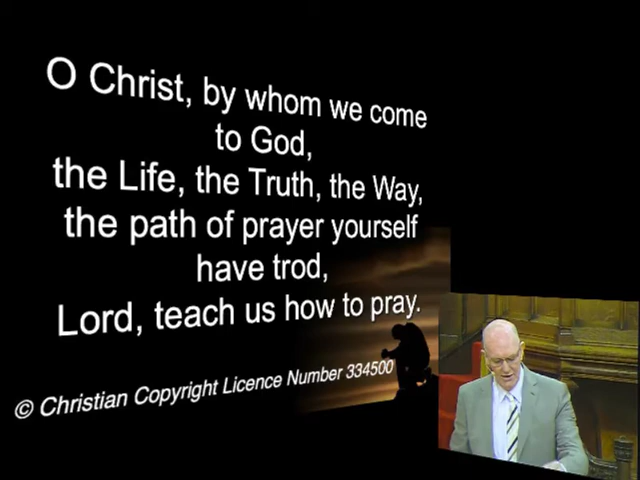 O Christ, by whom we come
to God,
the Life, the Truth, the Way,
the path of prayer yourself
have trod,
Lord, teach us how to pray.
© Christian Copyright Licence Number 334500